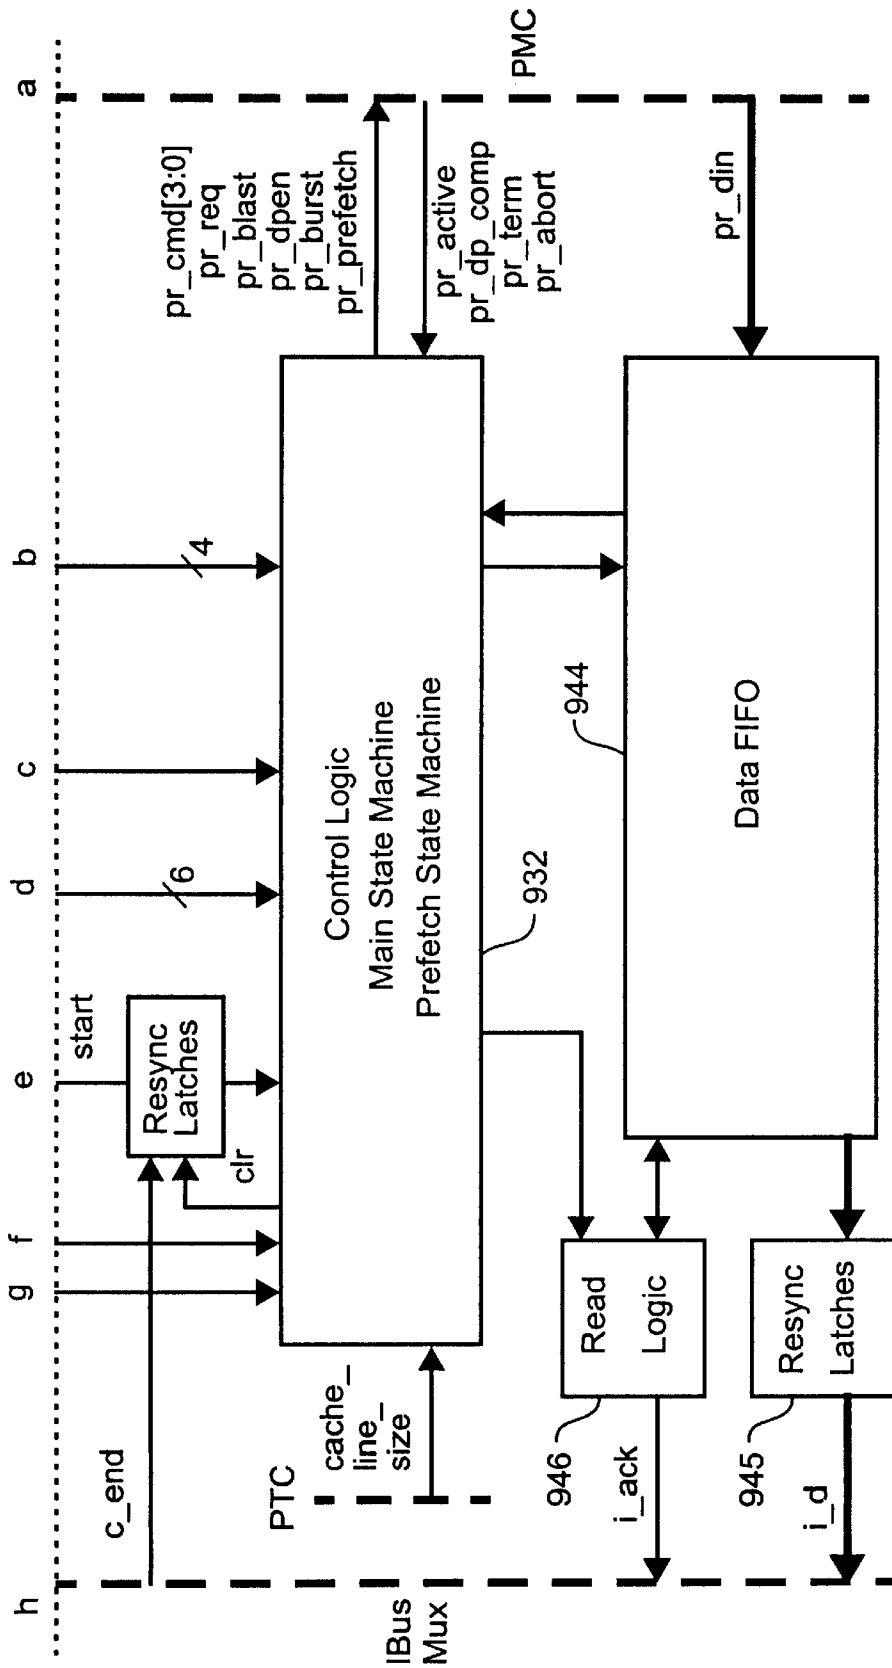 h
g
f
e
d
c
b
a
c_end
start
Resync
Latches
clr
4
6
PTC
cache_
line_
size
IBus
Mux
Control Logic
Main State Machine
Prefetch State Machine
932
pr_cmd[3:0]
pr_req
pr_blast
pr_dpen
pr_burst
pr_prefetch
pr_active
pr_dp_comp
pr_term
pr_abort
PMC
946
Read
Logic
i_ack
944
Data FIFO
pr_din
945
Resync
Latches
i_d